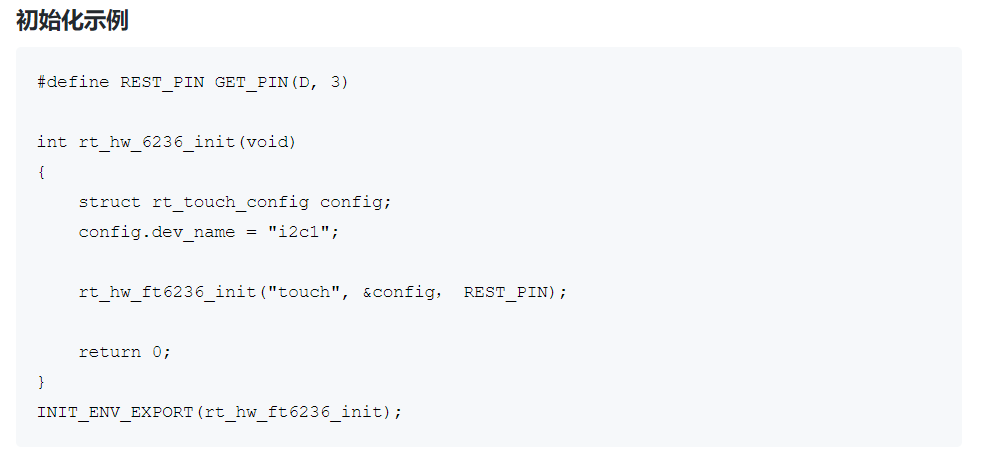 初始化示例
#define REST_PIN GET_PIN(D, 3)
int rt_hw_6236_init(void)
{
    struct rt_touch_config config;
    config.dev_name = "i2c1";
    rt_hw_ft6236_init("touch", &config， REST_PIN);
    return 0;
}
INIT_ENV_EXPORT(rt_hw_ft6236_init);